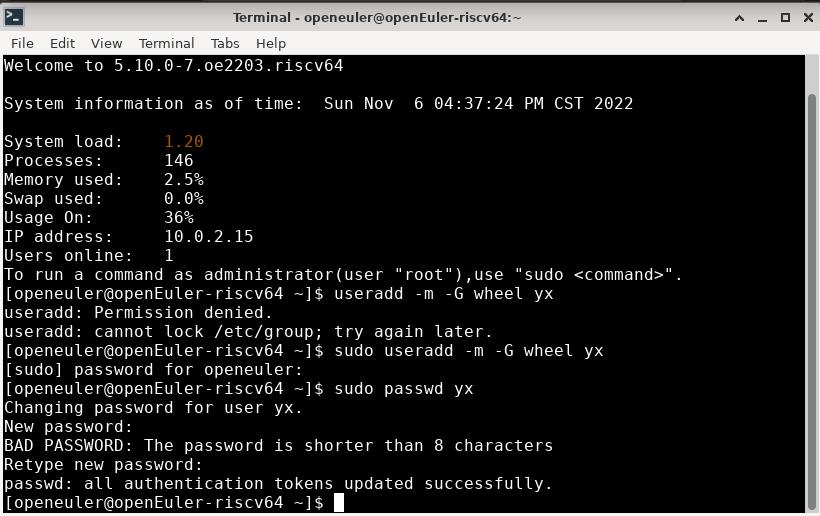 Terminal - openeuler@openEuler-riscv64:~
File Edit View Terminal Tabs Help
Welcome to 5.10.0-7.oe2203.riscv64
System information as of time:  Sun Nov  6 04:37:24 PM CST 2022
System load:    1.20
Processes:      146
Memory used:    2.5%
Swap used:      0.0%
Usage On:       36%
IP address:     10.0.2.15
Users online:   1
To run a command as administrator(user "root"),use "sudo <command>".
[openeuler@openEuler-riscv64 ~]$ useradd -m -G wheel yx
useradd: Permission denied.
useradd: cannot lock /etc/group; try again later.
[openeuler@openEuler-riscv64 ~]$ sudo useradd -m -G wheel yx
[sudo] password for openeuler:
[openeuler@openEuler-riscv64 ~]$ sudo passwd yx
Changing password for user yx.
New password:
BAD PASSWORD: The password is shorter than 8 characters
Retype new password:
passwd: all authentication tokens updated successfully.
[openeuler@openEuler-riscv64 ~]$